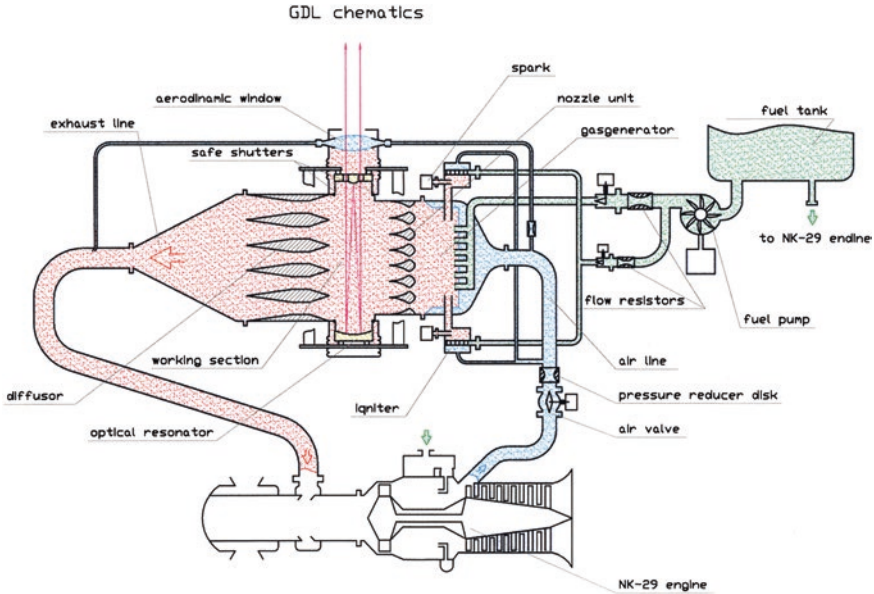 GDL chematics
spark
aerodinamic window
nozzle unit
fuel tank
exhaust line
gasgenerator
safe shutters
to NK-29 endine
flow resistors
fuel pump
working section
air line
diffusor
igniter
pressure reducer disk
optical resonator
air valve
NK-29 engine